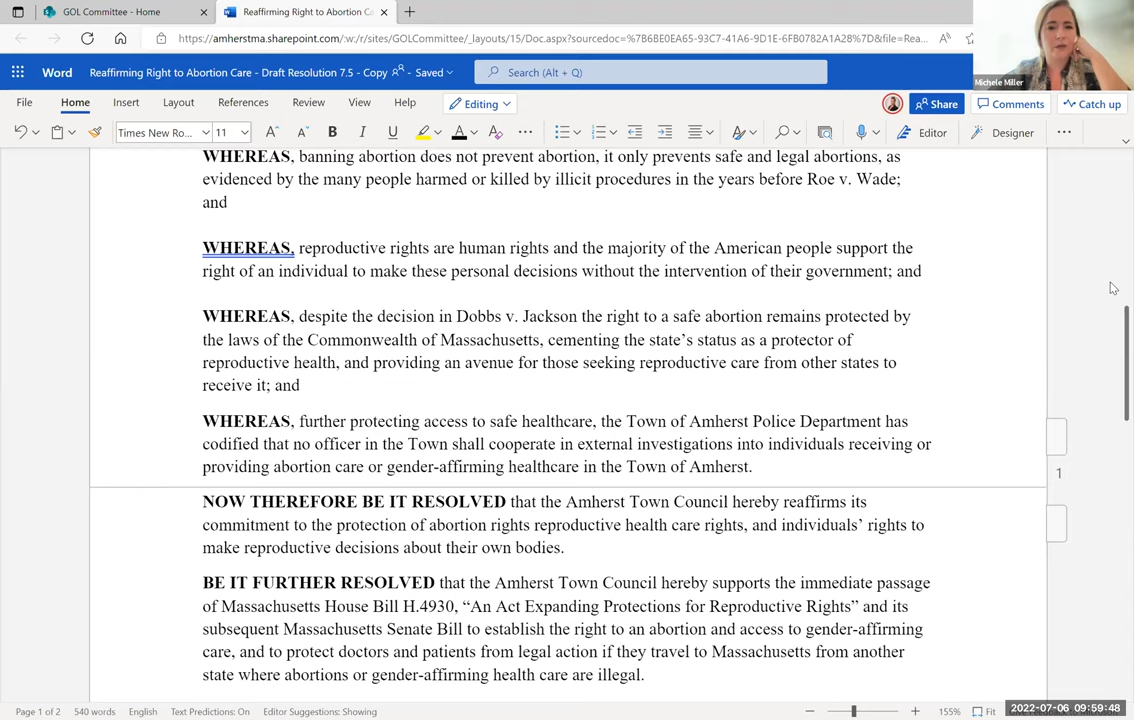 GOL Committee - Home
Reaffirming Right to Abortion Ca
https://amherstma.sharepoint.com/:w:/r/sites/GOLCommittee/_layouts/15/Doc.aspx?sourcedoc=%7B6BE0EA65-93C7-41A6-9D1E-6FB0782A1A2B%7D&file=Rea...
Michele Miller
Word
Reaffirming Right to Abortion Care - Draft Resolution 7.5 - Copy
- Saved
Search (Alt + Q)
File
Home
Insert
Layout
References
Review
View
Help
Editing
Share
Comments
Catch up
Times New Ro...
11
B
I
U
Editor
Designer
WHEREAS, banning abortion does not prevent abortion, it only prevents safe and legal abortions, as
evidenced by the many people harmed or killed by illicit procedures in the years before Roe v. Wade;
and
WHEREAS, reproductive rights are human rights and the majority of the American people support the
right of an individual to make these personal decisions without the intervention of their government; and
WHEREAS, despite the decision in Dobbs v. Jackson the right to a safe abortion remains protected by
the laws of the Commonwealth of Massachusetts, cementing the state's status as a protector of
reproductive health, and providing an avenue for those seeking reproductive care from other states to
receive it; and
WHEREAS, further protecting access to safe healthcare, the Town of Amherst Police Department has
codified that no officer in the Town shall cooperate in external investigations into individuals receiving or
providing abortion care or gender-affirming healthcare in the Town of Amherst.
1
NOW THEREFORE BE IT RESOLVED that the Amherst Town Council hereby reaffirms its
commitment to the protection of abortion rights reproductive health care rights, and individuals' rights to
make reproductive decisions about their own bodies.
BE IT FURTHER RESOLVED that the Amherst Town Council hereby supports the immediate passage
of Massachusetts House Bill H.4930, “An Act Expanding Protections for Reproductive Rights” and its
subsequent Massachusetts Senate Bill to establish the right to an abortion and access to gender-affirming
care, and to protect doctors and patients from legal action if they travel to Massachusetts from another
state where abortions or gender-affirming health care are illegal.
Page 1 of 2
540 words
English
Text Predictions: On
Editor Suggestions: Showing
155%
Fit
2022-07-06 09:59:48